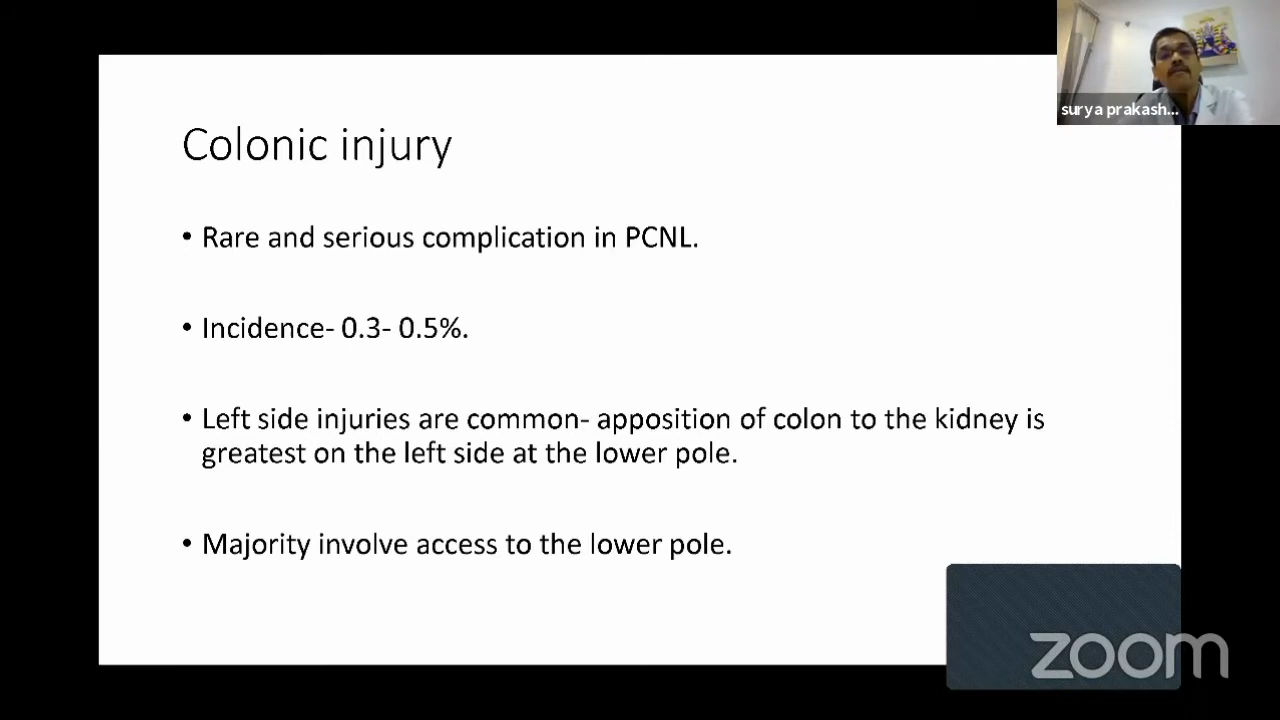 surya prakash...
Colonic injury
• Rare and serious complication in PCNL.
• Incidence- 0.3- 0.5%.
• Left side injuries are common- apposition of colon to the kidney is
greatest on the left side at the lower pole.
• Majority involve access to the lower pole.
zoom